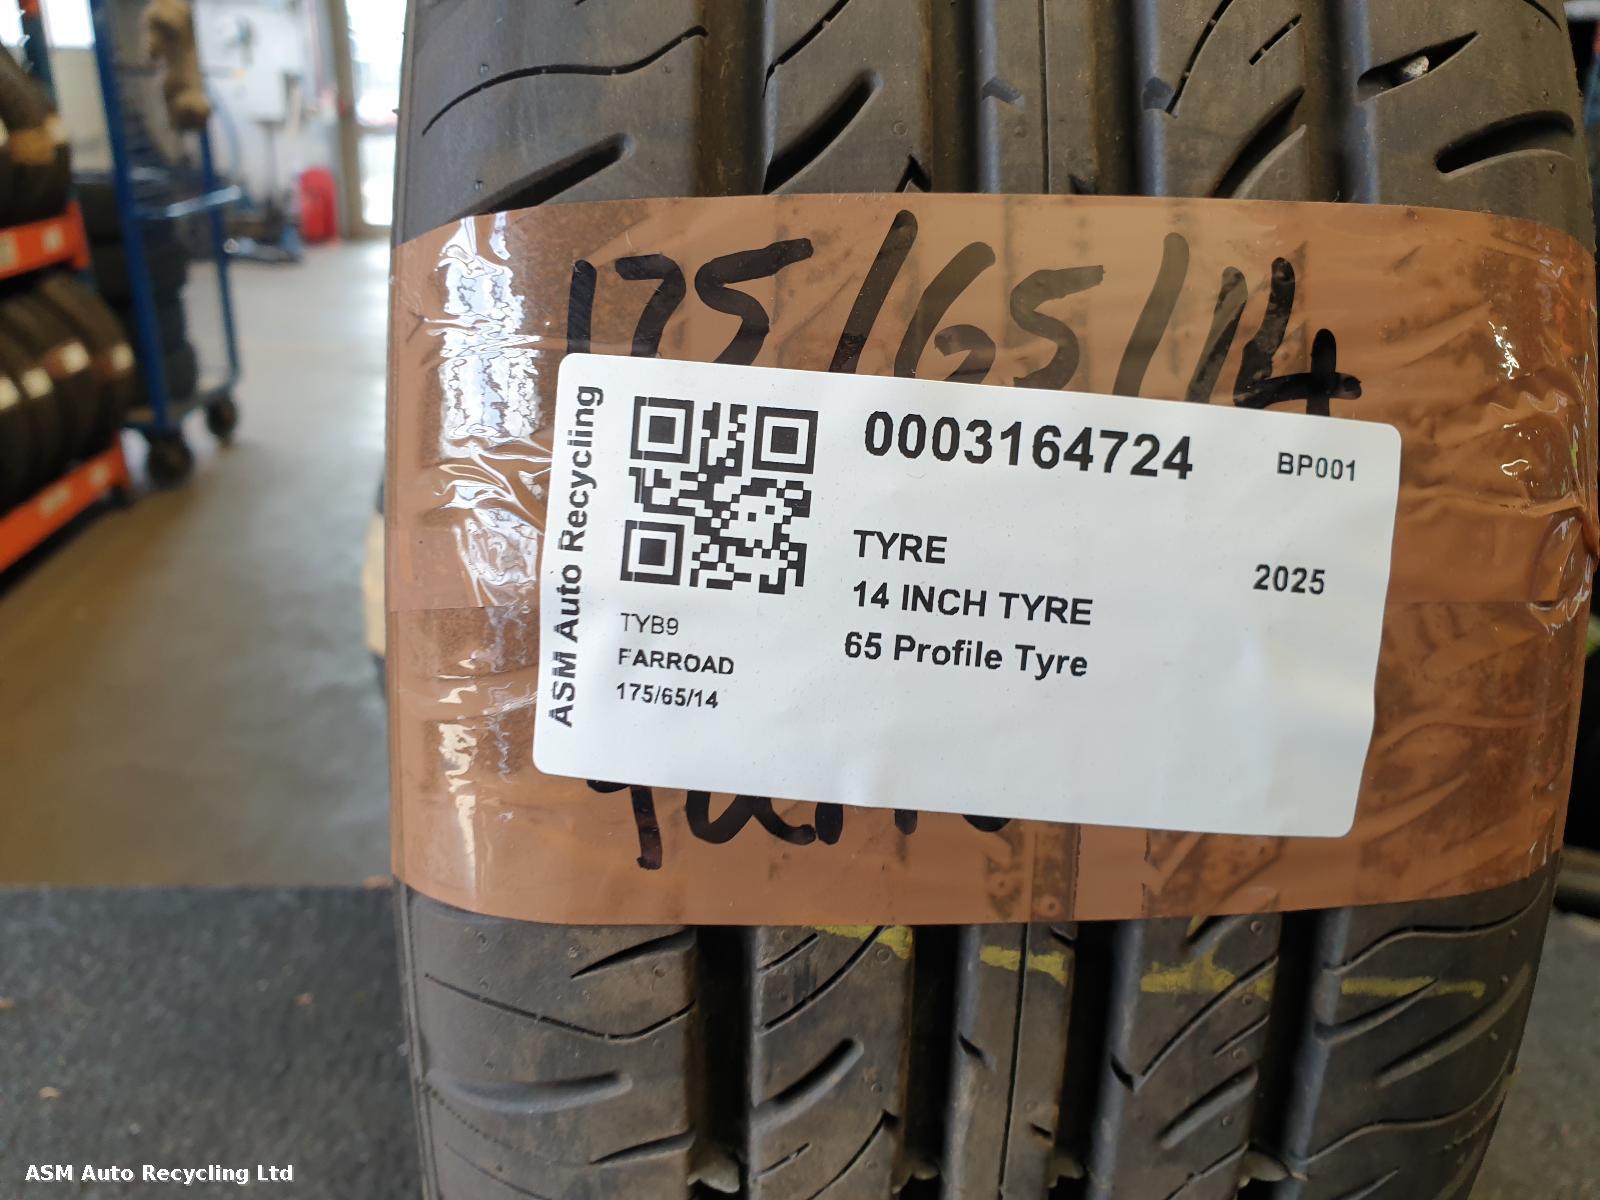 175/65/14
0003164724
BP001
ASM Auto Recycling
TYRE
2025
14 INCH TYRE
65 Profile Tyre
TYB9
FARROAD
175/65/14
ASM Auto Recycling Ltd